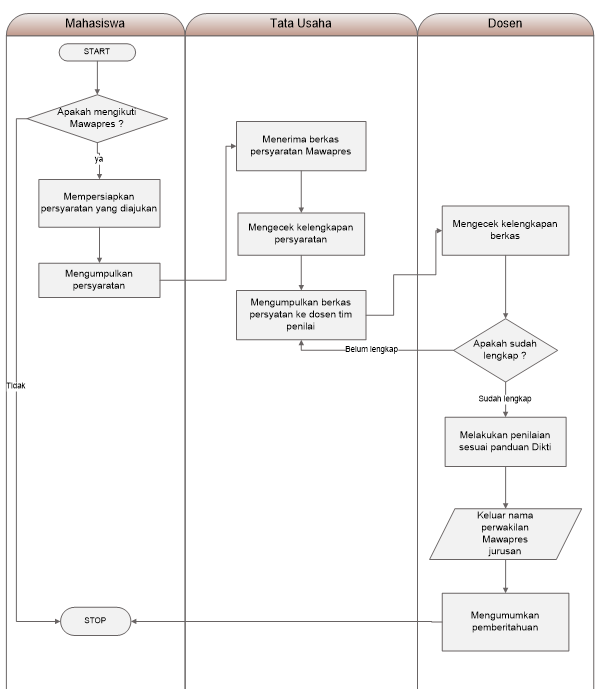 Mahasiswa
Tata Usaha
Dosen
START
Apakah mengikuti
Mawapres ?
ya
Mempersiapkan
persyaratan yang diajukan
Mengumpulkan
persyaratan
Tidak
STOP
Menerima berkas
persyaratan Mawapres
Mengecek kelengkapan
persyaratan
Mengumpulkan berkas
persyatan ke dosen tim
penilai
Belum lengkap
Mengecek kelengkapan
berkas
Apakah sudah
lengkap ?
Sudah lengkap
Melakukan penilaian
sesuai panduan Dikti
Keluar nama
perwakilan
Mawapres
jurusan
Mengumumkan
pemberitahuan